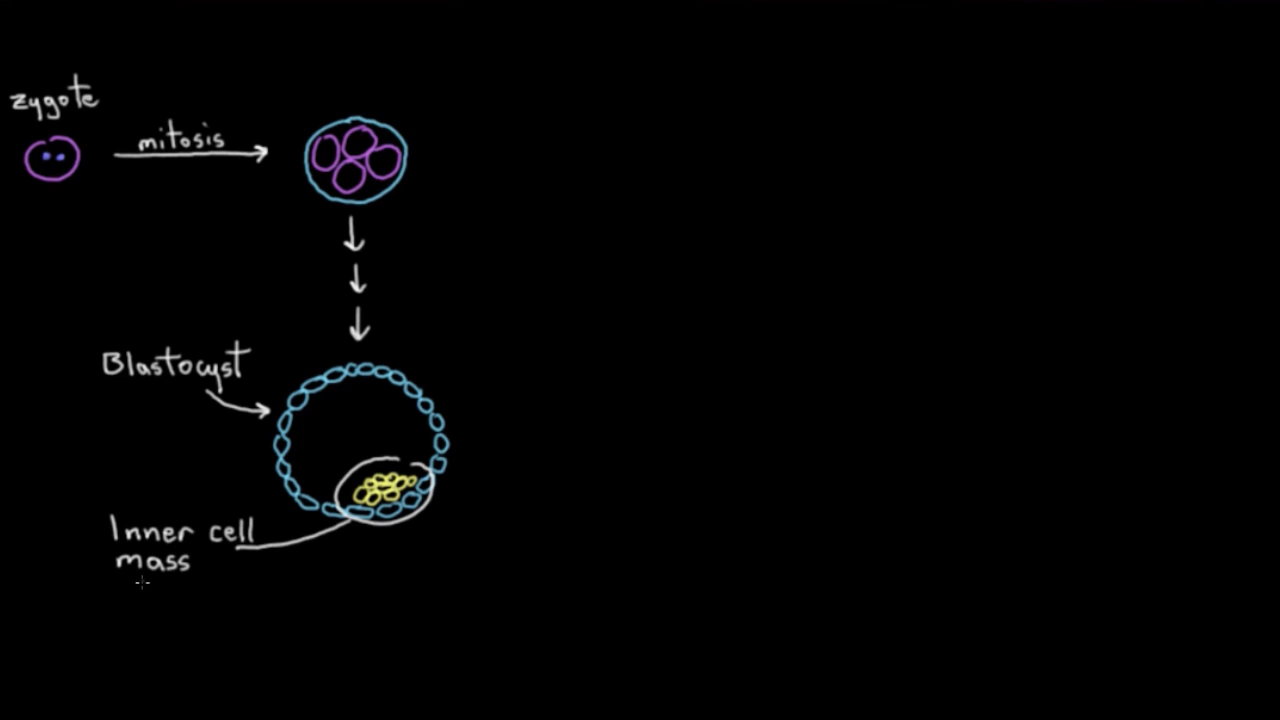 zygote
mitosis
Blastocyst
Inner cell
mass